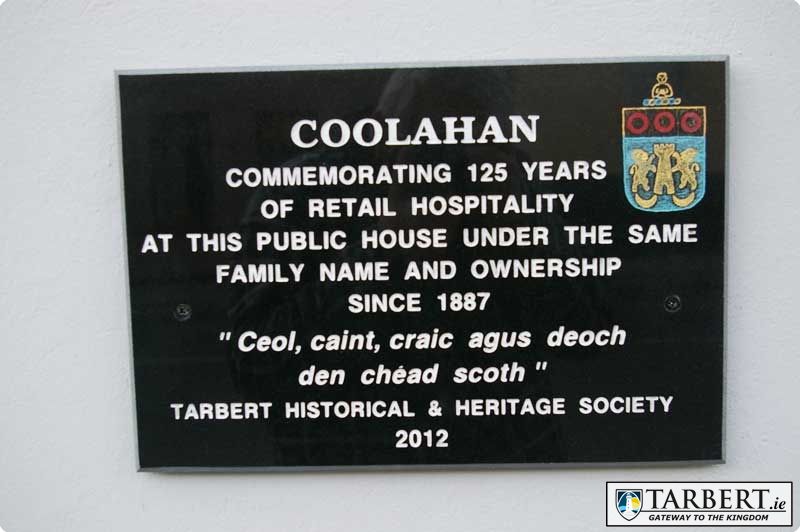 COOLAHAN
COMMEMORATING 125 YEARS
OF RETAIL HOSPITALITY
AT THIS PUBLIC HOUSE UNDER THE SAME
FAMILY NAME AND OWNERSHIP
SINCE 1887
"Ceol, caint, craic agus deoch
den chéad scoth"
TARBERT HISTORICAL & HERITAGE SOCIETY
2012
TARBERT.ie
GATEWAY TO THE KINGDOM